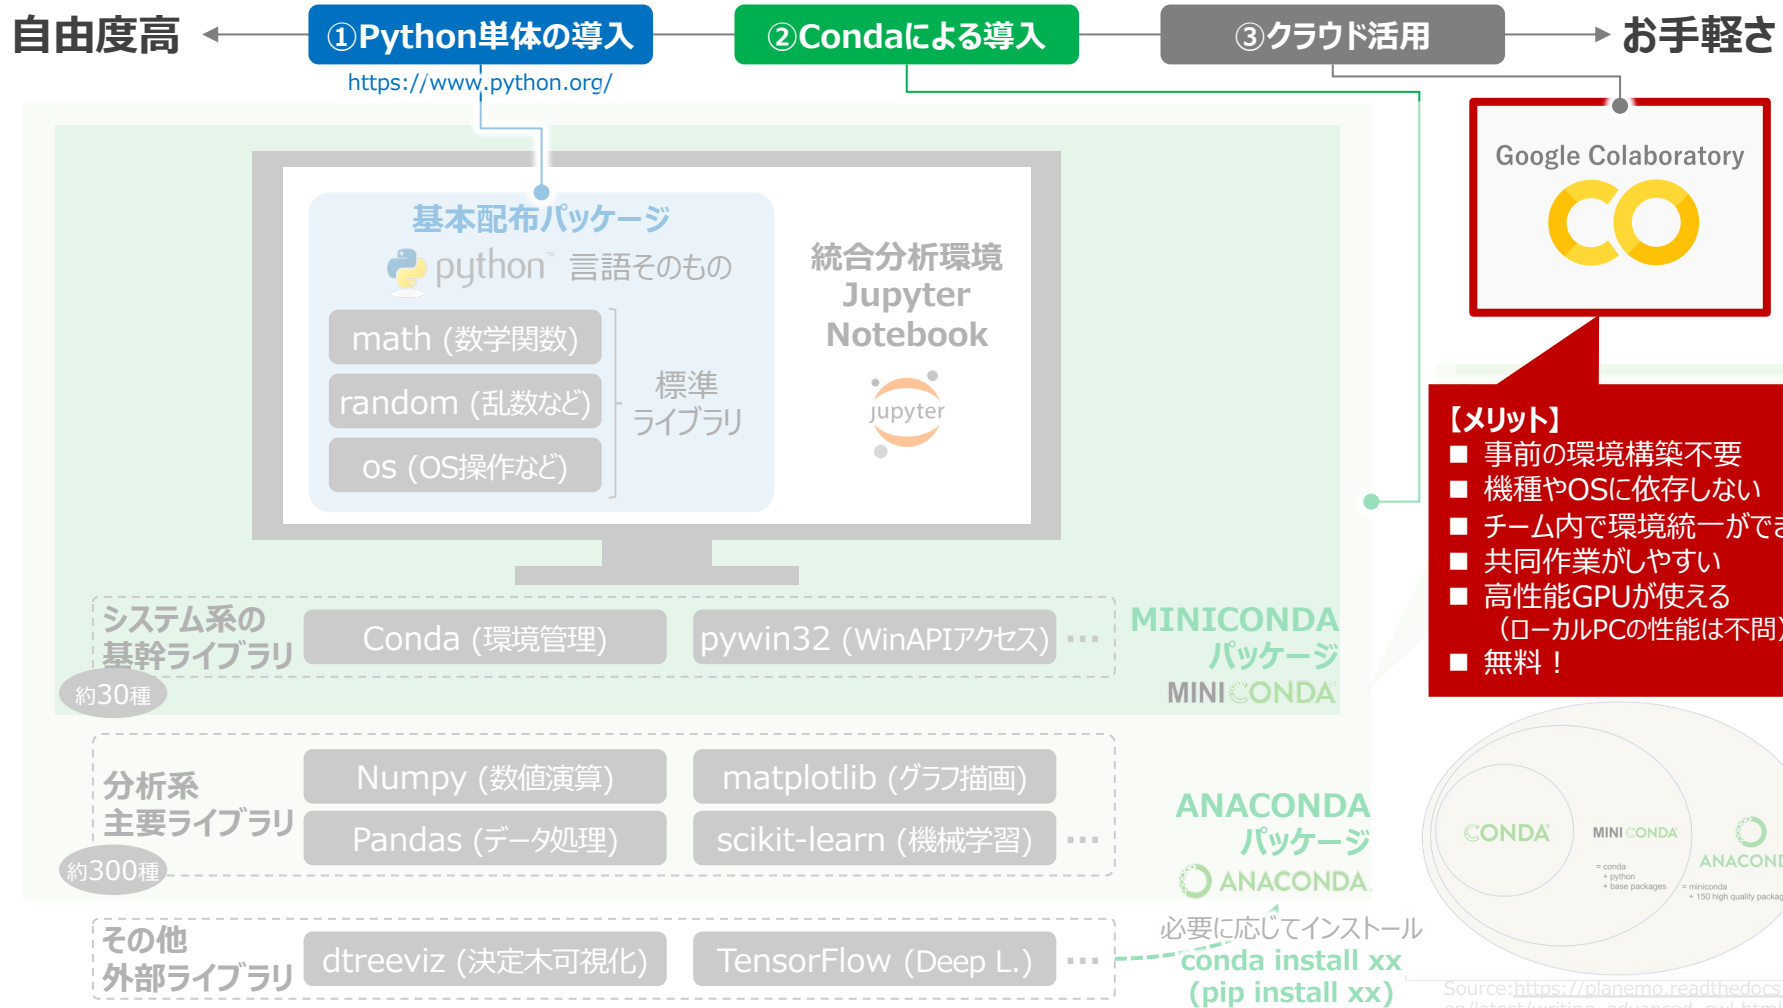 自由度高
①Python単体の導入
②Condaによる導入
③クラウド活用
お手軽さ
https://www.python.org/
Google Colaboratory
基本配布パッケージ
python™ 言語そのもの
math (数学関数)
random (乱数など)
os (OS操作など)
標準
ライブラリ
統合分析環境
Jupyter
Notebook
jupyter
【メリット】
■ 事前の環境構築不要
■ 機種やOSに依存しない
■ チーム内で環境統一ができ
■ 共同作業がしやすい
■ 高性能GPUが使える
（ローカルPCの性能は不問）
■ 無料！
システム系の
基幹ライブラリ
約30種
Conda (環境管理)
pywin32 (WinAPIアクセス)
…
MINICONDA
パッケージ
MINICONDA
分析系
主要ライブラリ
約300種
Numpy (数値演算)
matplotlib (グラフ描画)
Pandas (データ処理)
scikit-learn (機械学習)
…
ANACONDA
パッケージ
ANACONDA.
CONDA
MINICONDA
= conda
+ python
+ base packages
ANACOND
= miniconda
+ 150 high quality packag
その他
外部ライブラリ
dtreeviz (決定木可視化)
TensorFlow (Deep L.)
…
必要に応じてインストール
conda install xx
(pip install xx)
Source:https://planemo.readthedocs